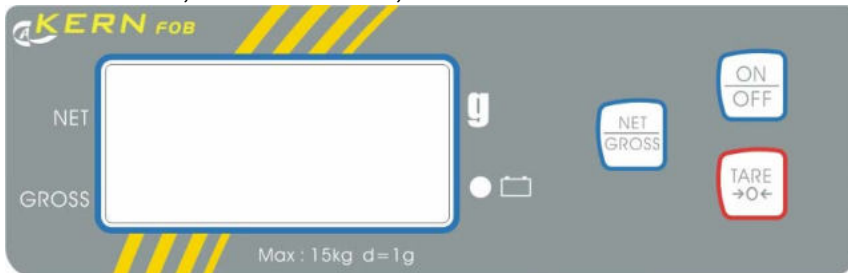 KERN FOB
NET
GROSS
g
NET
GROSS
ON
OFF
TARE
→0←
Max : 15kg d=1g